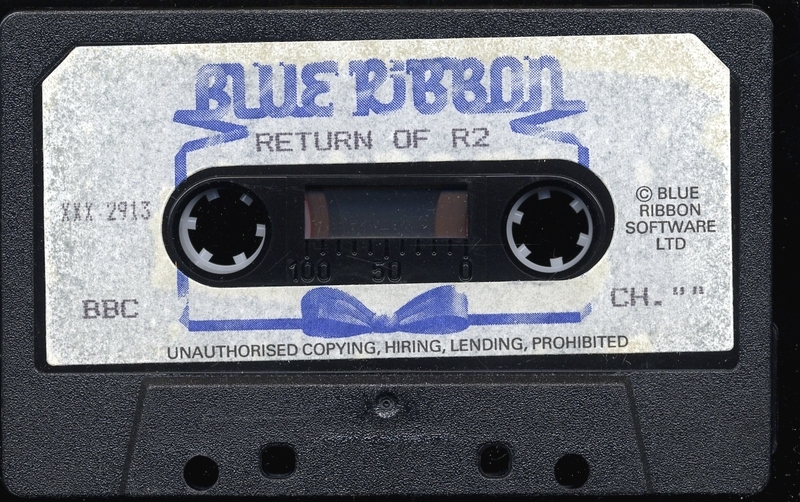 BLUE RIBBON
RETURN OF R2
XXX 2913
© BLUE
RIBBON
SOFTWARE
LTD
100 50 0
BBC
CH.""
UNAUTHORISED COPYING, HIRING, LENDING, PROHIBITED